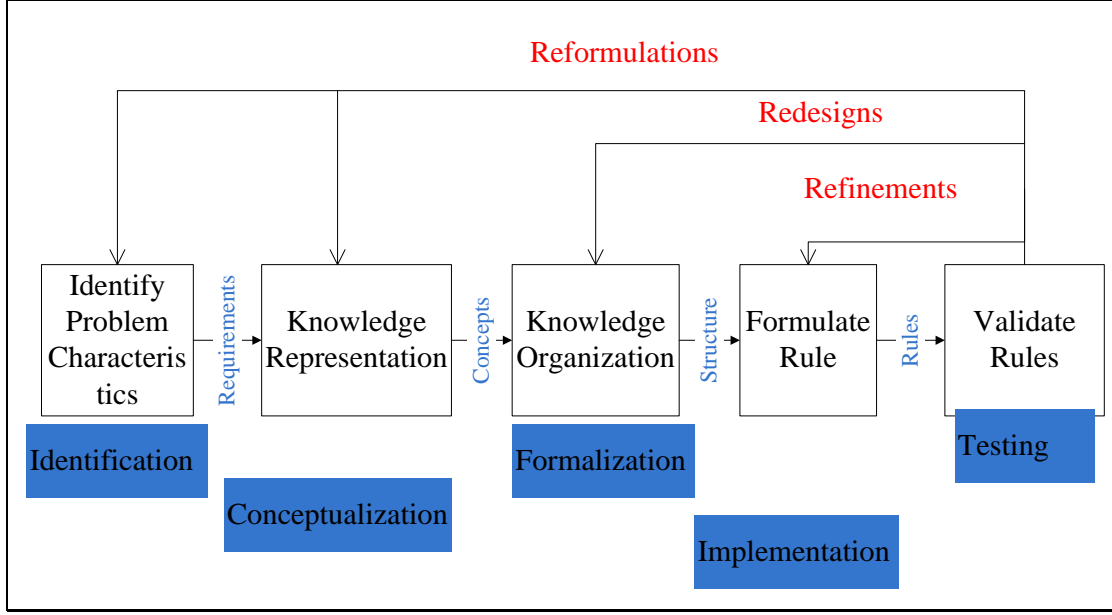 Reformulations
Redesigns
Refinements
Identify
Problem
Characteris
tics
Requirements
Knowledge
Representation
Concepts
Knowledge
Organization
Structure
Formulate
Rule
Rules
Validate
Rules
Identification
Conceptualization
Formalization
Implementation
Testing